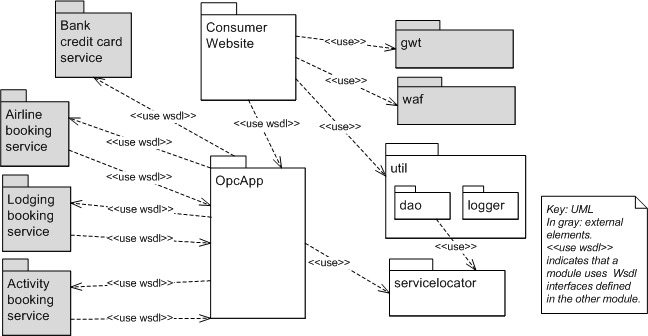 Bank
credit card
service
Consumer
Website
<<use>>
gwt
<<use>>
waf
<<use>>
<<use wsdl>>
<<use wsdl>>
Airline
booking
service
<<use wsdl>>
<<use wsdl>>
OpcApp
util
dao
logger
Lodging
booking
service
<<use wsdl>>
<<use wsdl>>
<<use>>
<<use>>
servicelocator
Activity
booking
service
<<use wsdl>>
<<use wsdl>>
Key: UML
In gray: external
elements.
<<use wsdl>>
indicates that a
module uses Wsdl
interfaces defined
in the other module.